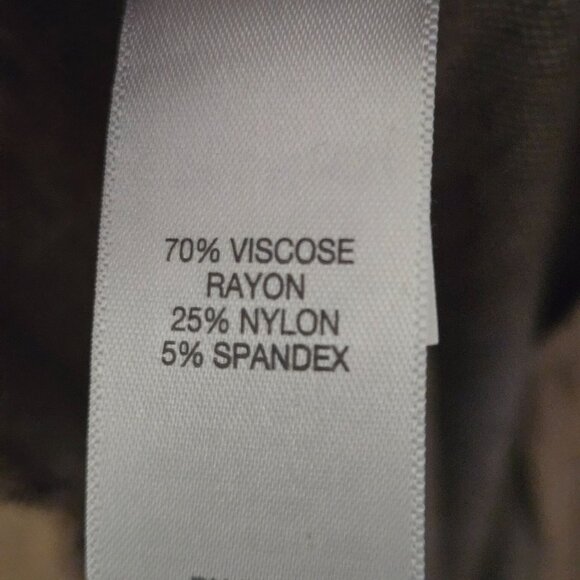 70% VISCOSE
RAYON
25% NYLON
5% SPANDEX